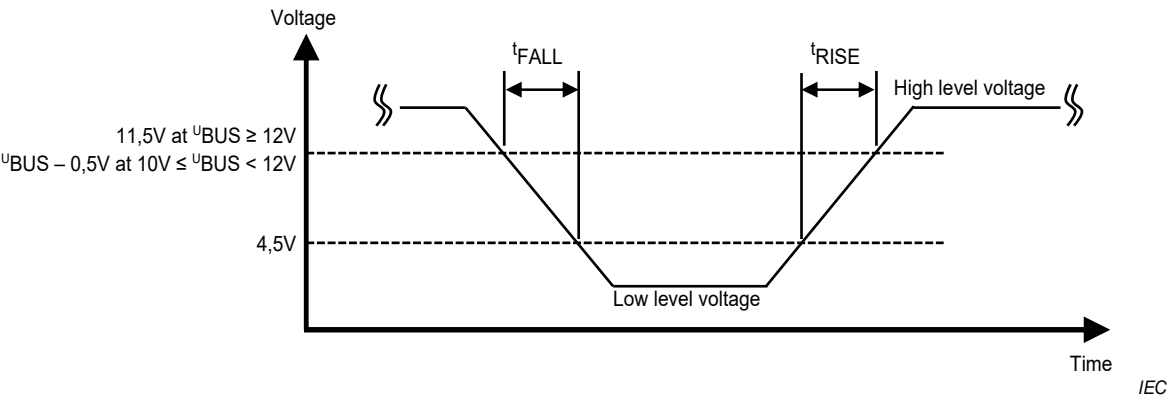 Voltage
tFALL
tRISE
High level voltage
11,5V at UBUS ≥ 12V
UBUS – 0,5V at 10V ≤ UBUS < 12V
4,5V
Low level voltage
Time
IEC